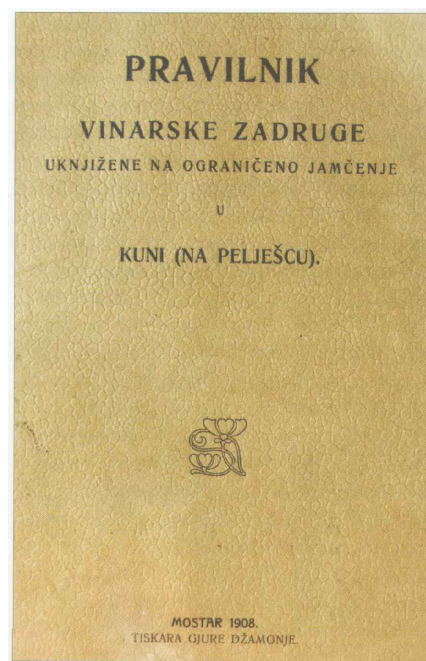 PRAVILNIK
VINARSKE ZADRUGE
UKNJIŽENE NA OGRANIČENO JAMČENJE
U
KUNI (NA PELJEŠCU).
MOSTAR 1908.
TISKARA GJURE DŽAMONJE.